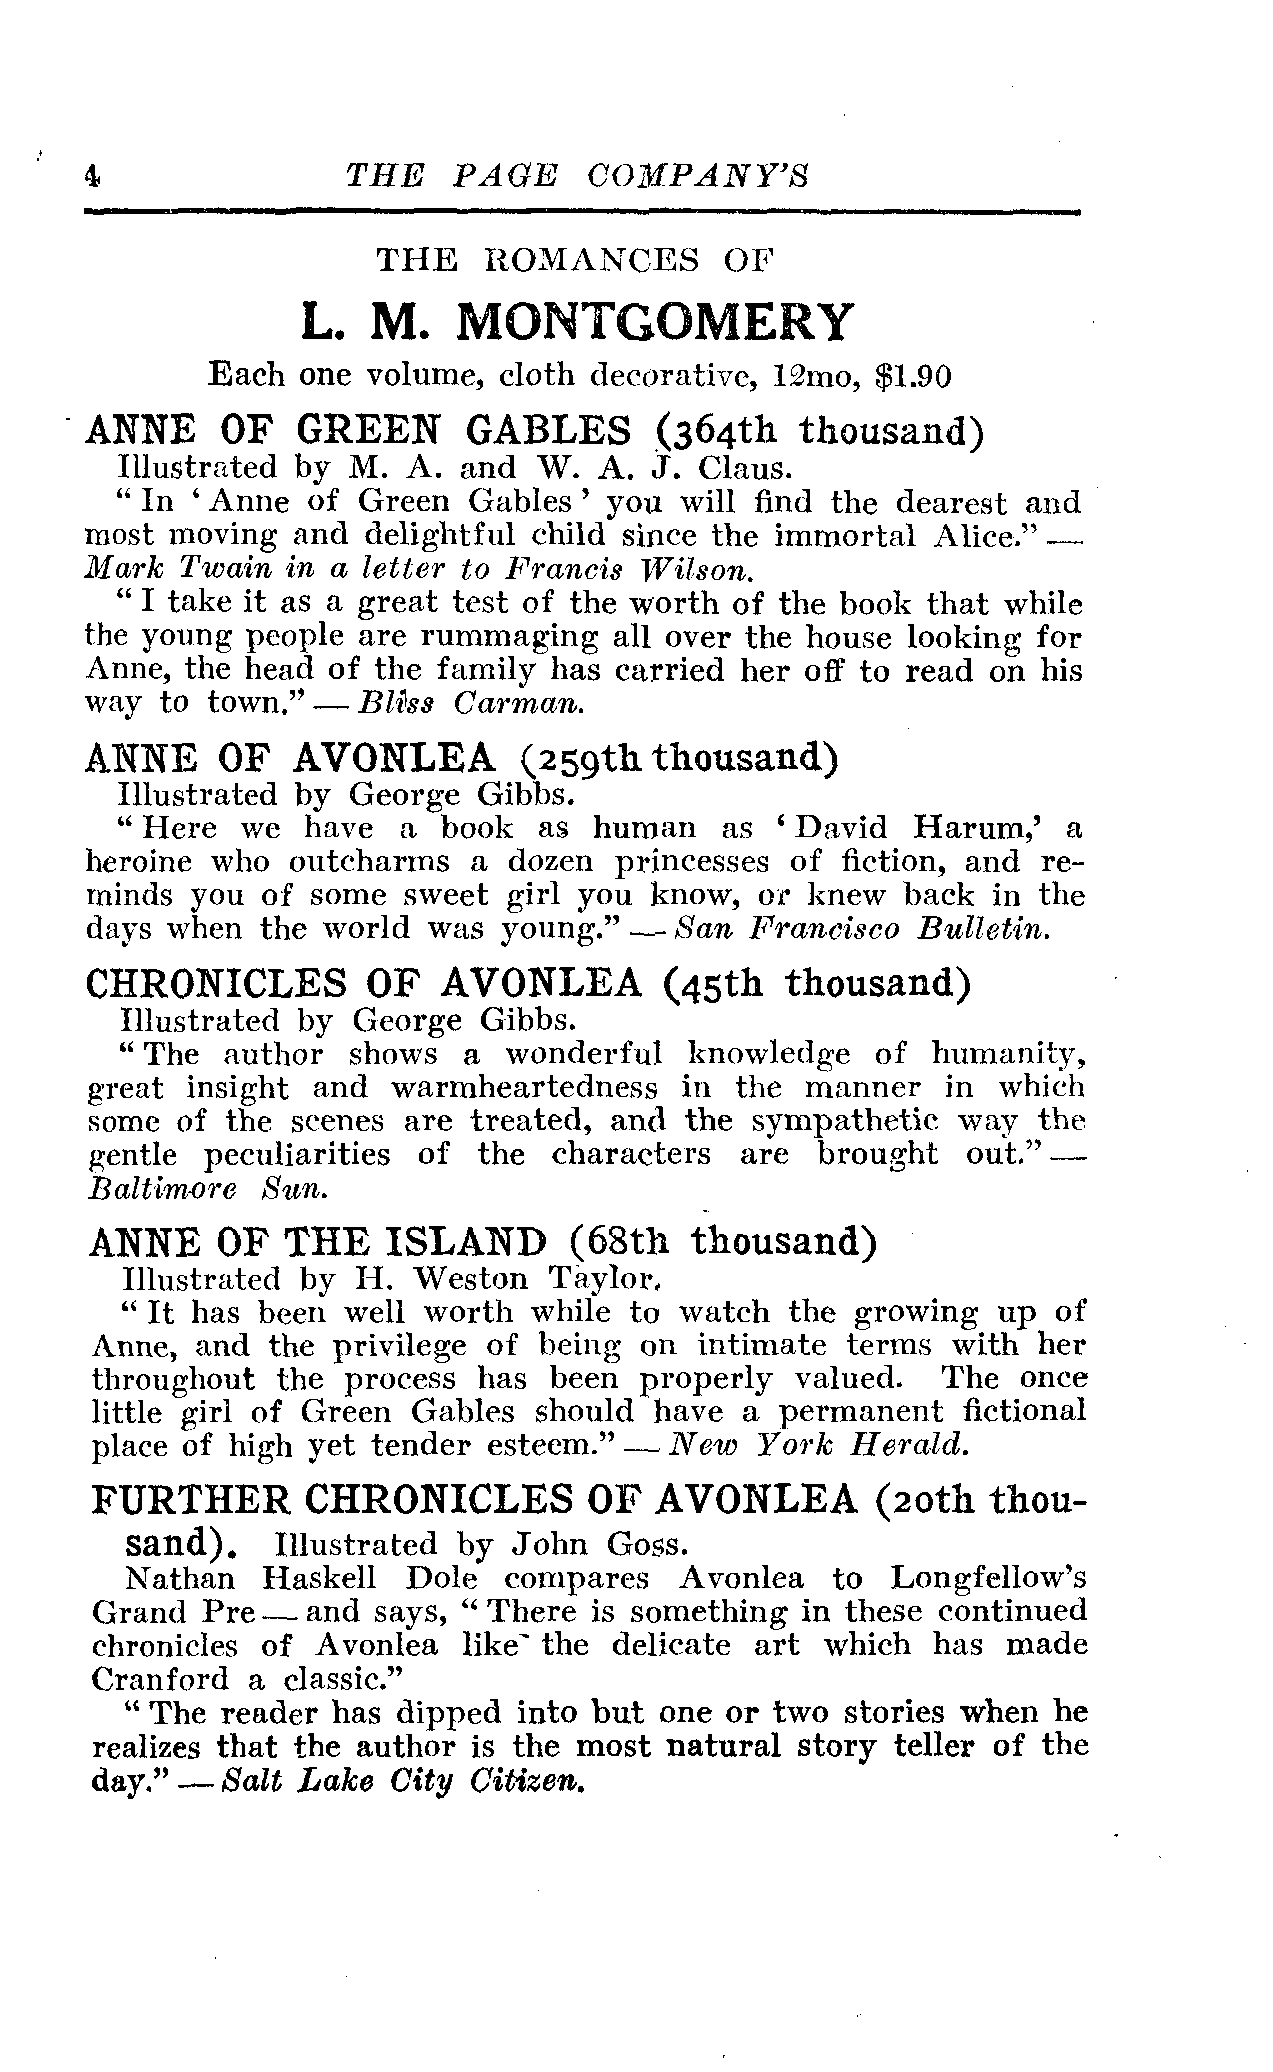 4 THE PAGE COMPANY'S
THE ROMANCES OF
L. M. MONTGOMERY
Each one volume, cloth decorative, 12mo, $1.90
ANNE OF GREEN GABLES (364th thousand)
Illustrated by M. A. and W. A. J. Claus.
" In ' Anne of Green Gables ' you will find the dearest and
most moving and delightful child since the immortal Alice." —
Mark Twain in a letter to Francis Wilson.
" I take it as a great test of the worth of the book that while
the young people are rummaging all over the house looking for
Anne, the head of the family has carried her off to read on his
way to town." — Bliss Carman.
ANNE OF AVONLEA (259th thousand)
Illustrated by George Gibbs.
" Here we have a book as human as ' David Harum,' a
heroine who outcharms a dozen princesses of fiction, and re-
minds you of some sweet girl you know, or knew back in the
days when the world was young." — San Francisco Bulletin.
CHRONICLES OF AVONLEA (45th thousand)
Illustrated by George Gibbs.
" The author shows a wonderful knowledge of humanity,
great insight and warmheartedness in the manner in which
some of the scenes are treated, and the sympathetic way the
gentle peculiarities of the characters are brought out." —
Baltimore Sun.
ANNE OF THE ISLAND (68th thousand)
Illustrated by H. Weston Taylor.
" It has been well worth while to watch the growing up of
Anne, and the privilege of being on intimate terms with her
throughout the process has been properly valued. The once
little girl of Green Gables should have a permanent fictional
place of high yet tender esteem." — New York Herald.
FURTHER CHRONICLES OF AVONLEA (20th thou-
sand). Illustrated by John Goss.
Nathan Haskell Dole compares Avonlea to Longfellow's
Grand Pre — and says, " There is something in these continued
chronicles of Avonlea like the delicate art which has made
Cranford a classic."
" The reader has dipped into but one or two stories when he
realizes that the author is the most natural story teller of the
day." — Salt Lake City Citizen.